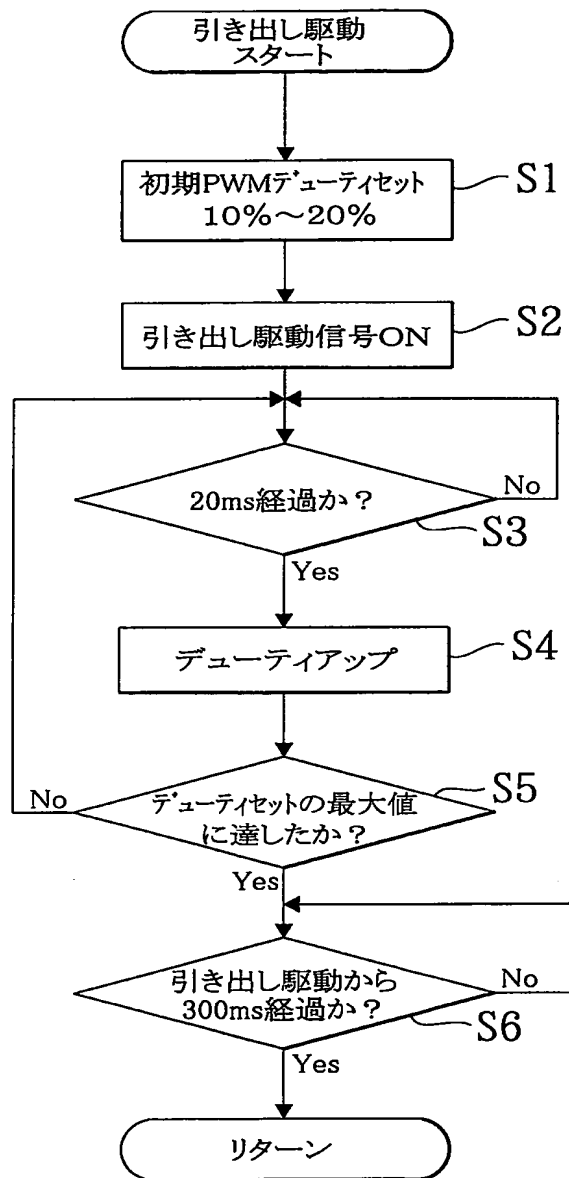 引き出し駆動
スタート
初期PWMデューティセット
10%～20%
S1
引き出し駆動信号ON
S2
20ms経過か？
No
S3
Yes
デューティアップ
S4
デューティセットの最大値
に達したか？
S5
No
Yes
引き出し駆動から
300ms経過か？
No
S6
Yes
リターン